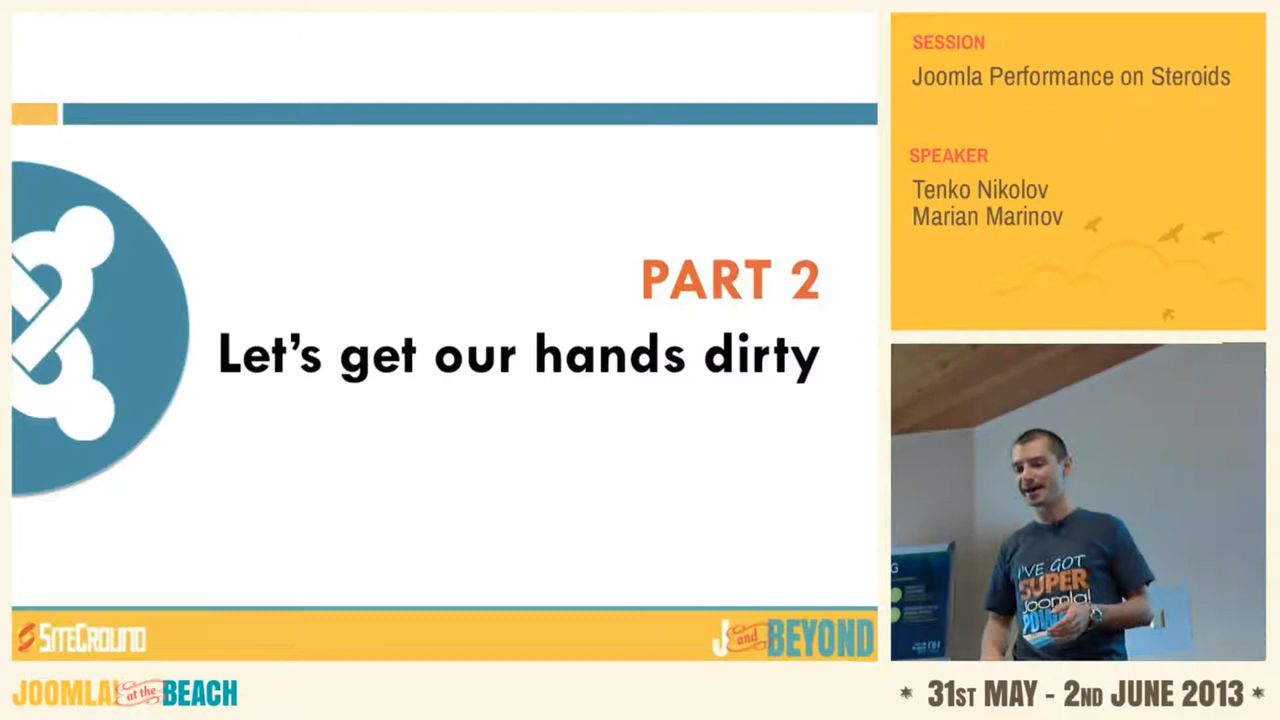 PART 2
Let's get our hands dirty
SiteGround
J and BEYOND
SESSION
Joomla Performance on Steroids
SPEAKER
Tenko Nikolov
Marian Marinov
G
I'VE GOT
SUPER
Joomla!
JOOMLA! at the BEACH
* 31ST MAY - 2ND JUNE 2013 *